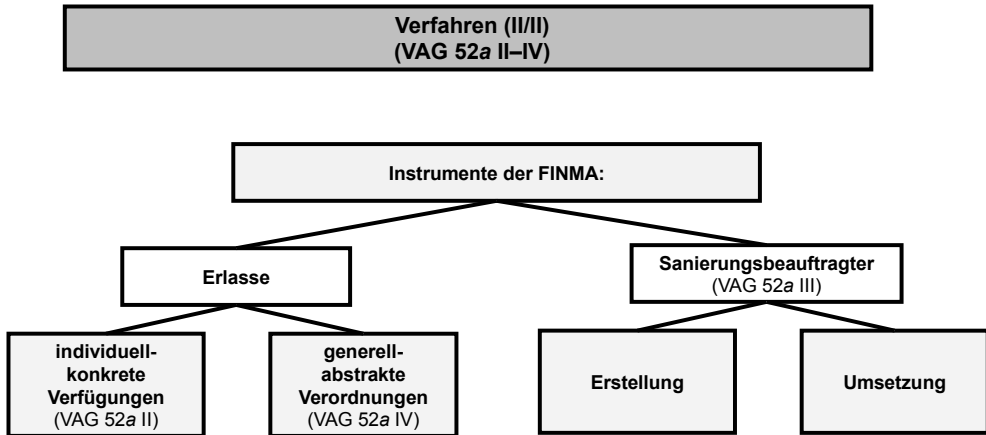 Verfahren (II/II)
(VAG 52a II–IV)
Instrumente der FINMA:
Erlasse
Sanierungsbeauftragter
(VAG 52a III)
individuell-
konkrete
Verfügungen
(VAG 52a II)
generell-
abstrakte
Verordnungen
(VAG 52a IV)
Erstellung
Umsetzung